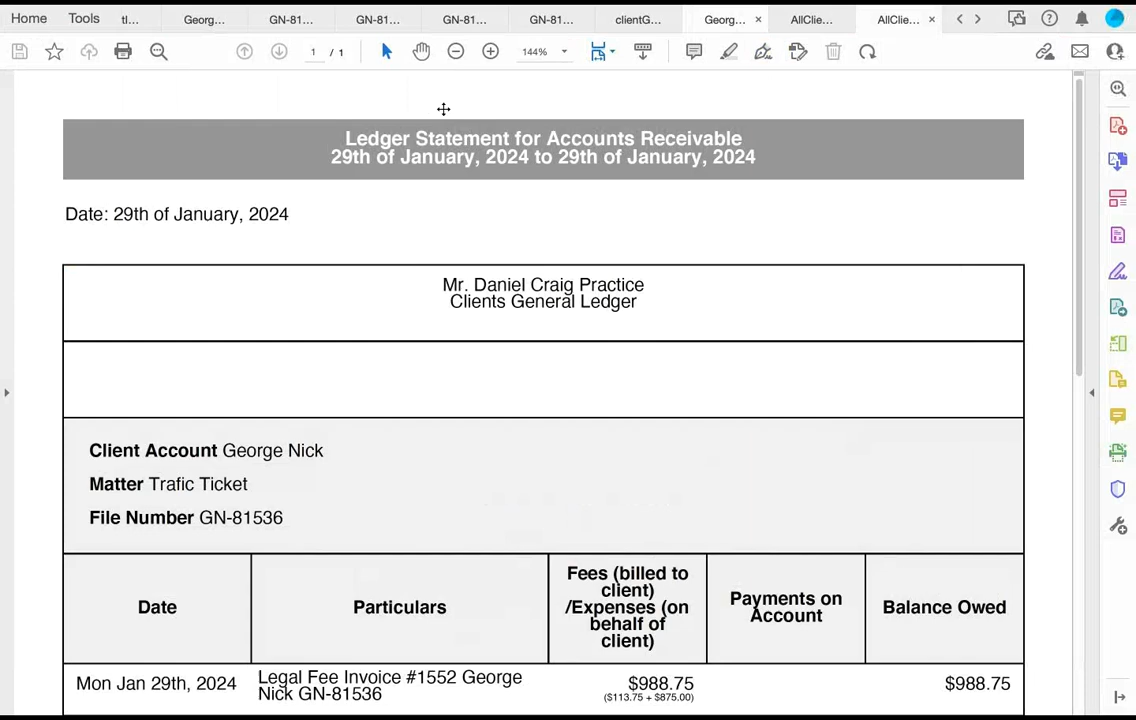 Home Tools tl... Georg... GN-81... GN-81... GN-81... GN-81... clientG... Georg... AllClie... AllClie...
1 / 1 144%
Ledger Statement for Accounts Receivable
29th of January, 2024 to 29th of January, 2024
Date: 29th of January, 2024
Mr. Daniel Craig Practice
Clients General Ledger
Client Account George Nick
Matter Trafic Ticket
File Number GN-81536
Date
Particulars
Fees (billed to
client)
/Expenses (on
behalf of
client)
Payments on
Account
Balance Owed
Mon Jan 29th, 2024
Legal Fee Invoice #1552 George
Nick GN-81536
$988.75
($113.75 + $875.00)
$988.75